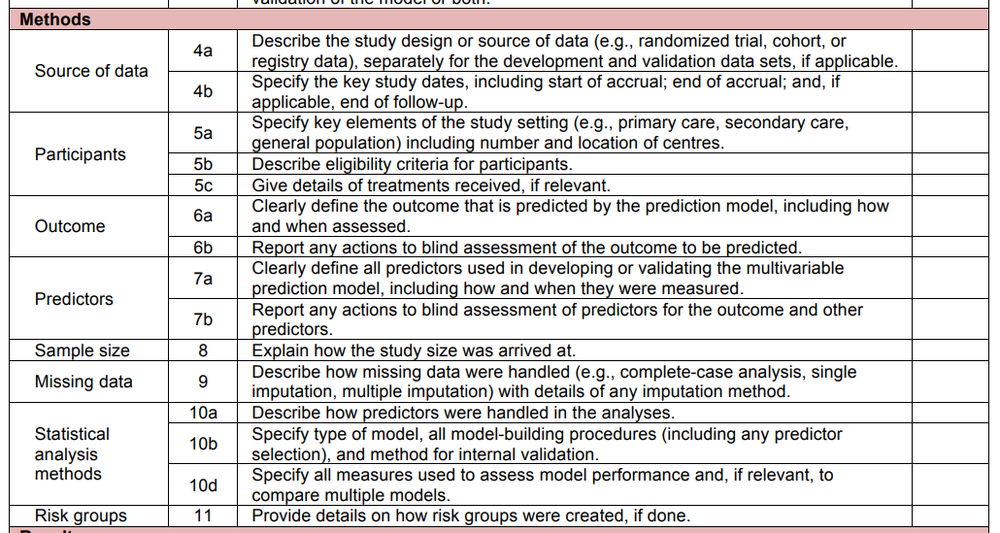 validation of the model or both.
Methods
Source of data
4a
Describe the study design or source of data (e.g., randomized trial, cohort, or
registry data), separately for the development and validation data sets, if applicable.
4b
Specify the key study dates, including start of accrual; end of accrual; and, if
applicable, end of follow-up.
Participants
5a
Specify key elements of the study setting (e.g., primary care, secondary care,
general population) including number and location of centres.
5b
Describe eligibility criteria for participants.
5c
Give details of treatments received, if relevant.
Outcome
6a
Clearly define the outcome that is predicted by the prediction model, including how
and when assessed.
6b
Report any actions to blind assessment of the outcome to be predicted.
Predictors
7a
Clearly define all predictors used in developing or validating the multivariable
prediction model, including how and when they were measured.
7b
Report any actions to blind assessment of predictors for the outcome and other
predictors.
Sample size
8
Explain how the study size was arrived at.
Missing data
9
Describe how missing data were handled (e.g., complete-case analysis, single
imputation, multiple imputation) with details of any imputation method.
Statistical
analysis
methods
10a
Describe how predictors were handled in the analyses.
10b
Specify type of model, all model-building procedures (including any predictor
selection), and method for internal validation.
10d
Specify all measures used to assess model performance and, if relevant, to
compare multiple models.
Risk groups
11
Provide details on how risk groups were created, if done.